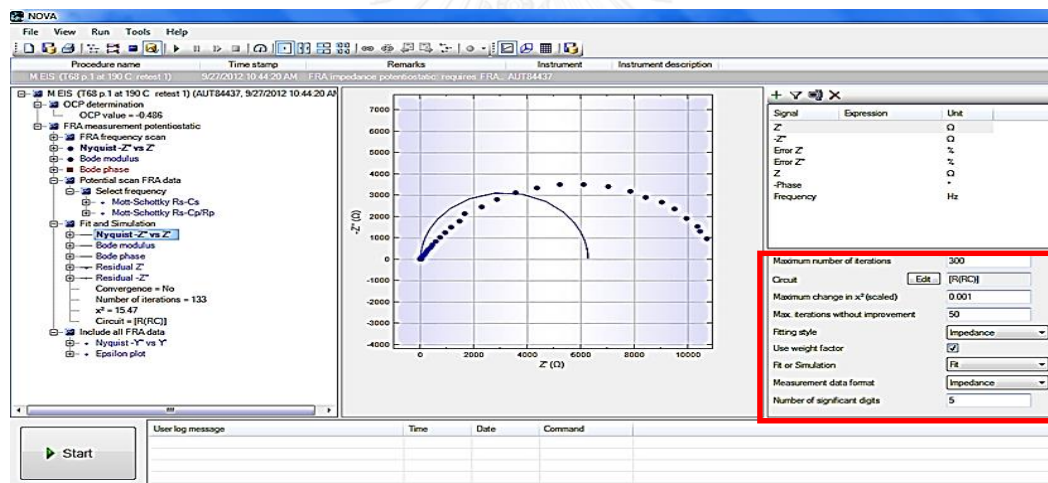 NOVA
File View Run Tools Help
Procedure name Time stamp Remarks Instrument Instrument description
M EIS (T68 p.1 at 190 C retest 1) 9/27/2012 10:44:20 AM FRA impedance potentiostatic: requires FRA, AUT84437
M EIS (T68 p.1 at 190 C retest 1) (AUT84437, 9/27/2012 10:44:20 AM
OCP determination
OCP value = -0.486
FRA measurement potentiostatic
FRA frequency scan
Nyquist -Z" vs Z'
Bode modulus
Bode phase
Potential scan FRA data
Select frequency
Mott-Schottky Rs-Cs
Mott-Schottky Rs-Cp/Rp
Fit and Simulation
Nyquist -Z" vs Z'
Bode modulus
Bode phase
Residual Z'
Residual -Z"
Convergence = No
Number of iterations = 133
x² = 15.47
Circuit = [R(RC)]
Include all FRA data
Nyquist -Y" vs Y'
Epsilon plot
7000
6000
5000
4000
3000
2000
1000
0
-1000
-2000
-3000
-4000
-Z" (Ω)
0 2000 4000 6000 8000 10000
Z' (Ω)
Signal Expression Unit
Z' Ω
-Z" Ω
Error Z' %
Error Z" %
Z Ω
-Phase °
Frequency Hz
Maximum number of iterations 300
Circuit Edit [R(RC)]
Maximum change in x² (scaled) 0.001
Max. iterations without improvement 50
Fitting style Impedance
Use weight factor
Fit or Simulation Fit
Measurement data format Impedance
Number of significant digits 5
Start
User log message Time Date Command